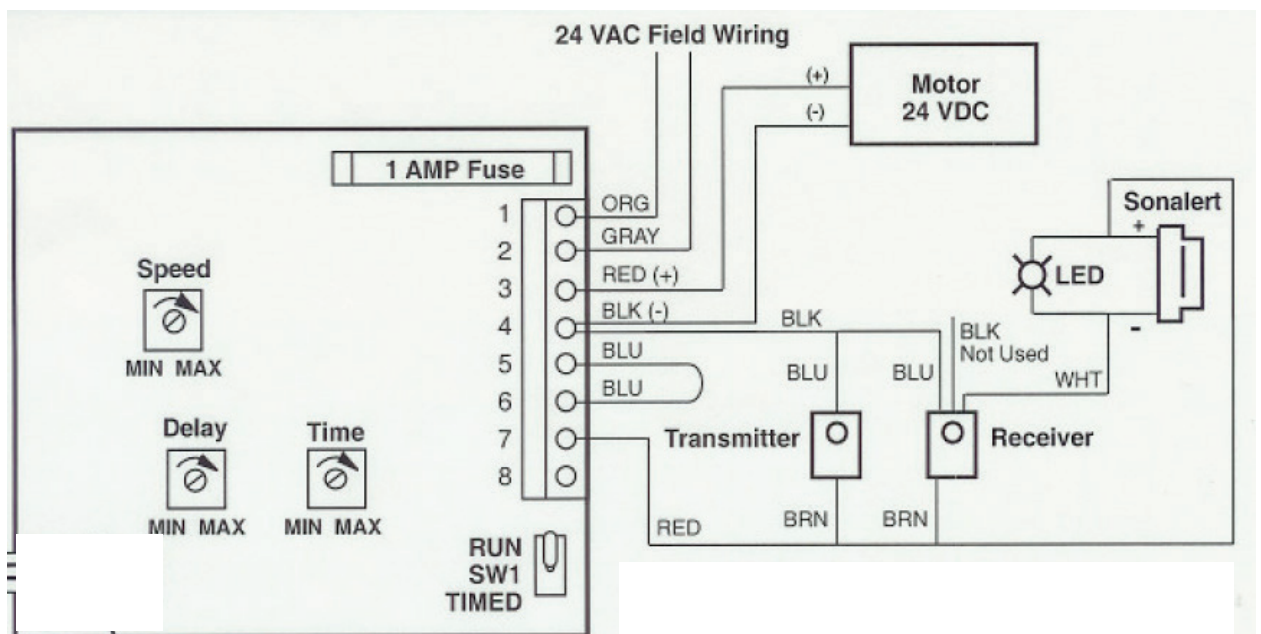 24 VAC Field Wiring
(+)
(-)
Motor
24 VDC
1 AMP Fuse
1
ORG
2
GRAY
3
RED (+)
4
BLK (-)
5
BLU
6
BLU
7
8
Speed
MIN MAX
Delay
MIN MAX
Time
MIN MAX
RUN
SW1
TIMED
BLK
BLU
BLU
BLK
Not Used
WHT
Sonalert
+
LED
-
Transmitter
Receiver
RED
BRN
BRN